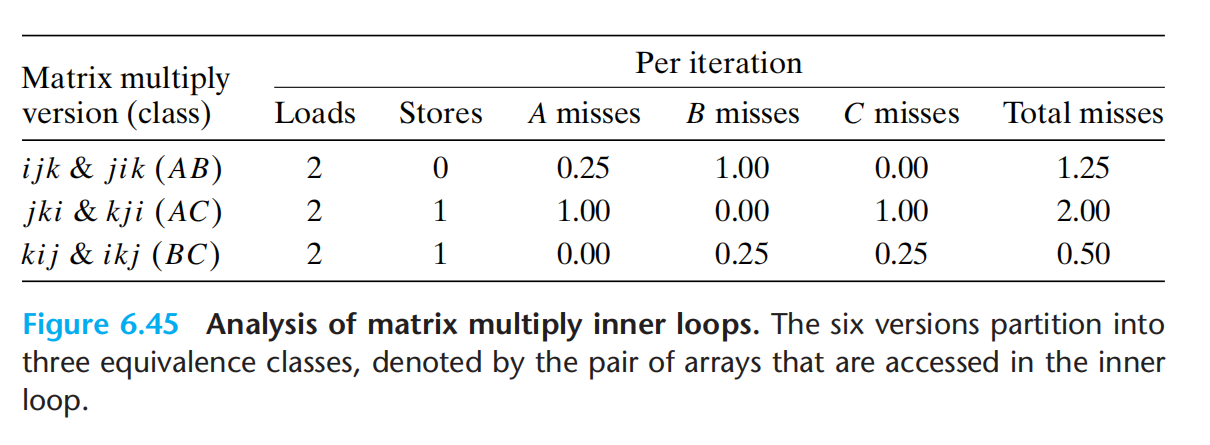 Per iteration
Matrix multiply
version (class) Loads Stores A misses B misses C misses Total misses
ijk & jik (AB) 2 0 0.25 1.00 0.00 1.25
jki & kji (AC) 2 1 1.00 0.00 1.00 2.00
kij & ikj (BC) 2 1 0.00 0.25 0.25 0.50
Figure 6.45 Analysis of matrix multiply inner loops. The six versions partition into
three equivalence classes, denoted by the pair of arrays that are accessed in the inner
loop.